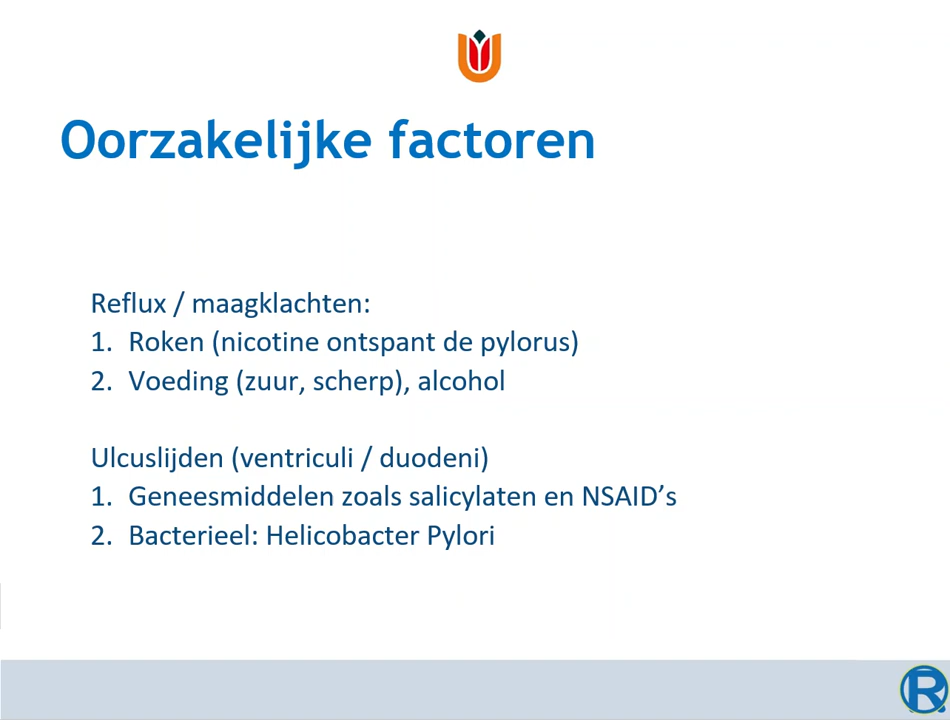 Oorzakelijke factoren
Reflux / maagklachten:
1. Roken (nicotine ontspant de pylorus)
2. Voeding (zuur, scherp), alcohol
Ulcuslijden (ventriculi / duodeni)
1. Geneesmiddelen zoals salicylaten en NSAID’s
2. Bacterieel: Helicobacter Pylori
R